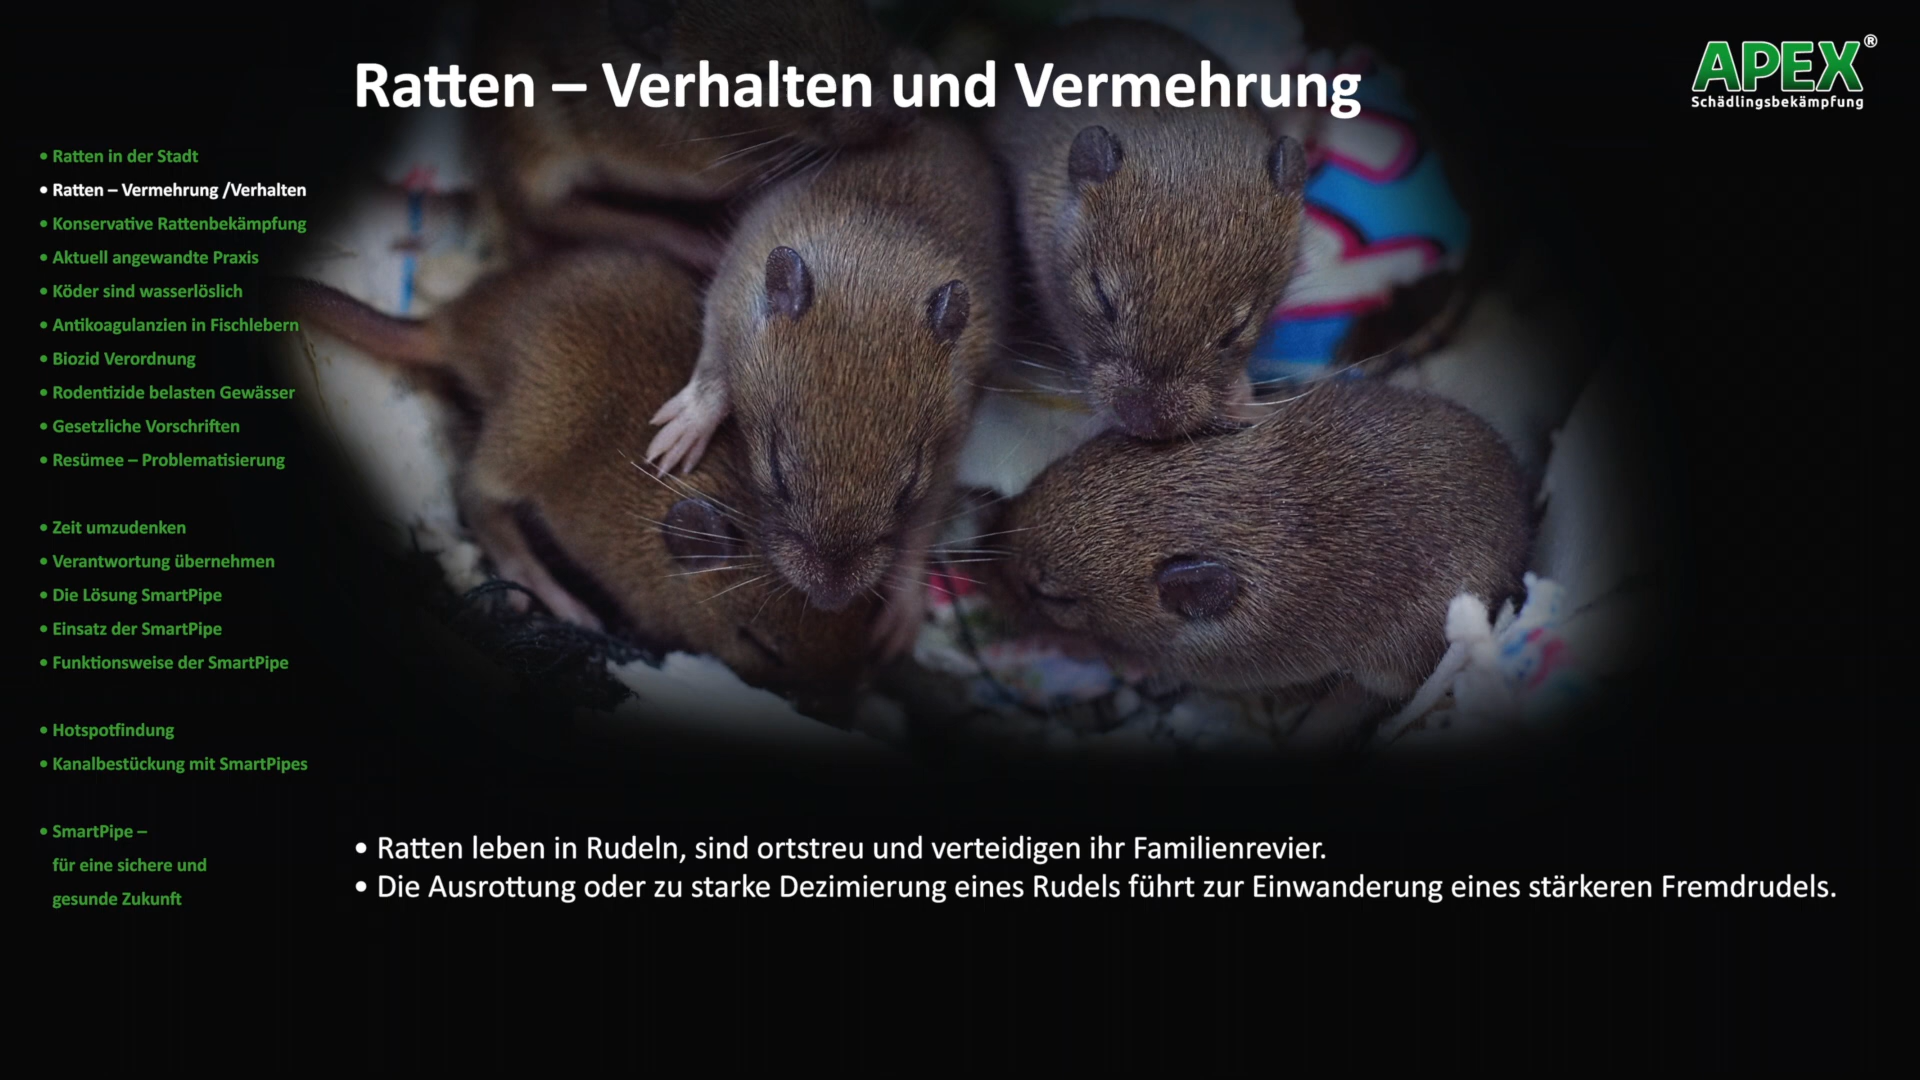 Ratten – Verhalten und Vermehrung
APEX®
Schädlingsbekämpfung
• Ratten in der Stadt
• Ratten – Vermehrung /Verhalten
• Konservative Rattenbekämpfung
• Aktuell angewandte Praxis
• Köder sind wasserlöslich
• Antikoagulanzien in Fischlebern
• Biozid Verordnung
• Rodentizide belasten Gewässer
• Gesetzliche Vorschriften
• Resümee – Problematisierung
• Zeit umzudenken
• Verantwortung übernehmen
• Die Lösung SmartPipe
• Einsatz der SmartPipe
• Funktionsweise der SmartPipe
• Hotspotfindung
• Kanalbestückung mit SmartPipes
• SmartPipe –
für eine sichere und
gesunde Zukunft
• Ratten leben in Rudeln, sind ortstreu und verteidigen ihr Familienrevier.
• Die Ausrottung oder zu starke Dezimierung eines Rudels führt zur Einwanderung eines stärkeren Fremdrudels.